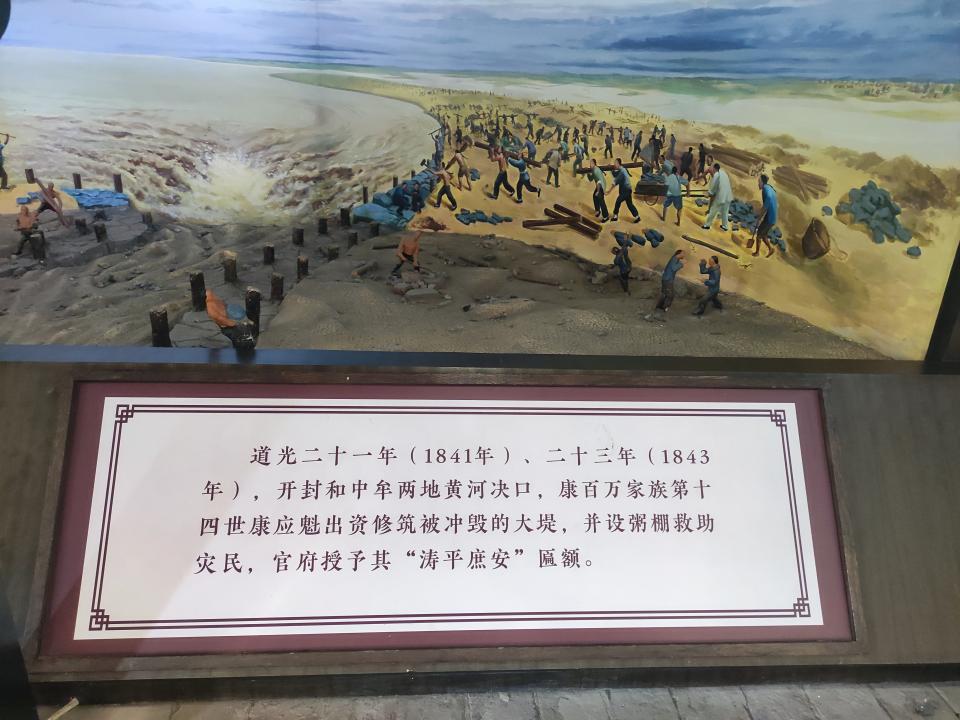 道光二十一年（1841年）、二十三年（1843
年），开封和中牟两地黄河决口，康百万家族第十
四世康应魁出资修筑被冲毁的大堤，并设粥棚救助
灾民，官府授予其“涛平庶安”匾额。